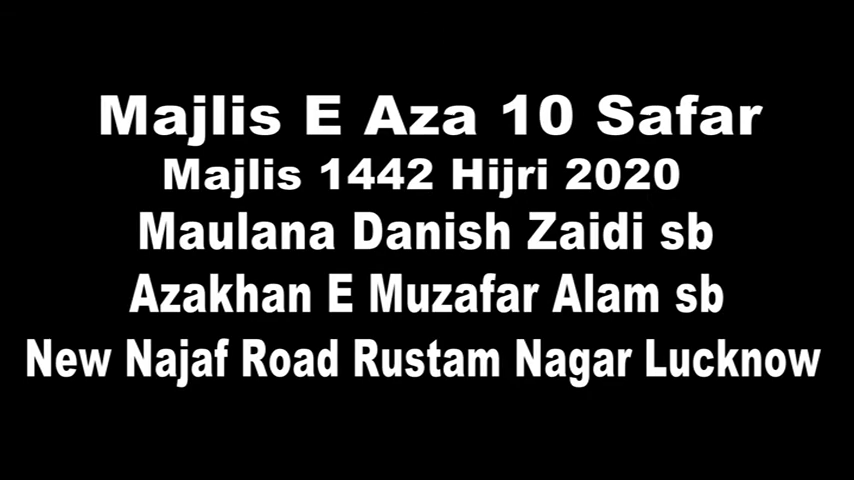 Majlis E Aza 10 Safar
Majlis 1442 Hijri 2020
Maulana Danish Zaidi sb
Azakhan E Muzafar Alam sb
New Najaf Road Rustam Nagar Lucknow